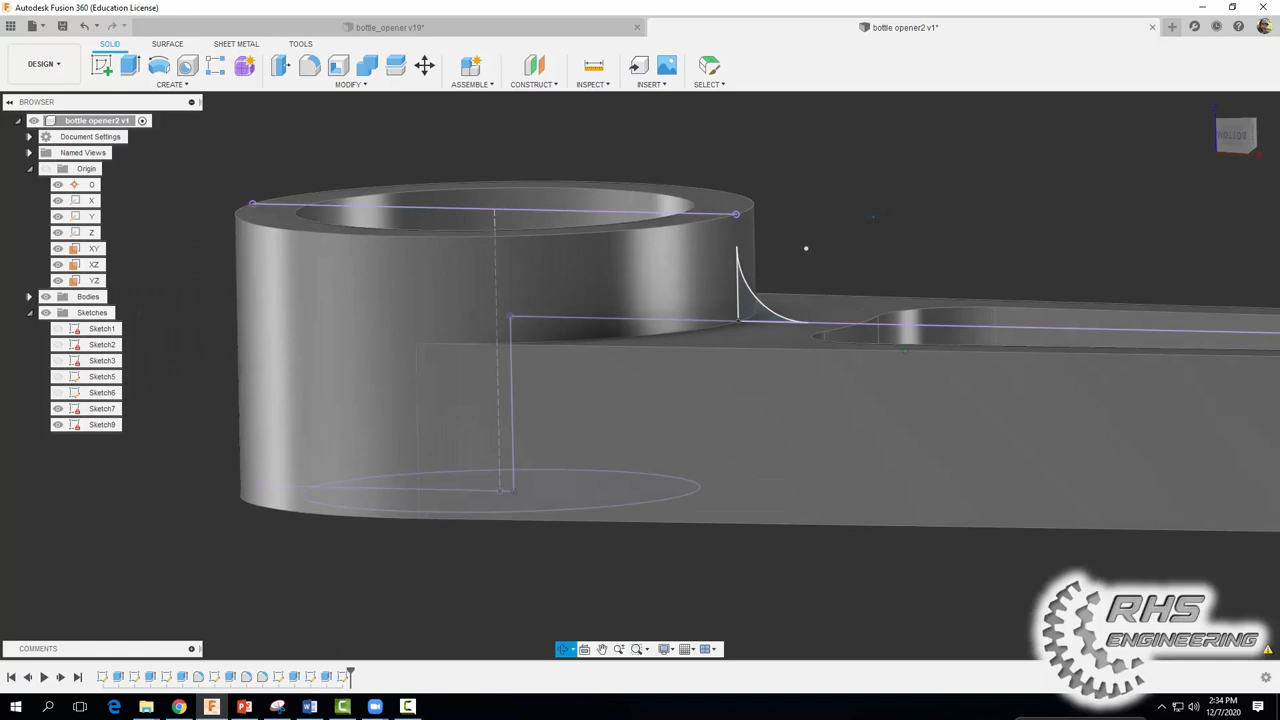 Autodesk Fusion 360 (Education License)
bottle_opener v19*
bottle opener2 v1*
SOLID
SURFACE
SHEET METAL
TOOLS
DESIGN
CREATE
MODIFY
ASSEMBLE
CONSTRUCT
INSPECT
INSERT
SELECT
BROWSER
bottle opener2 v1
Document Settings
Named Views
Origin
O
X
Y
Z
XY
XZ
YZ
Bodies
Sketches
Sketch1
Sketch2
Sketch3
Sketch5
Sketch6
Sketch7
Sketch9
BOTTOM
COMMENTS
RHS
ENGINEERING
2:34 PM
12/7/2020